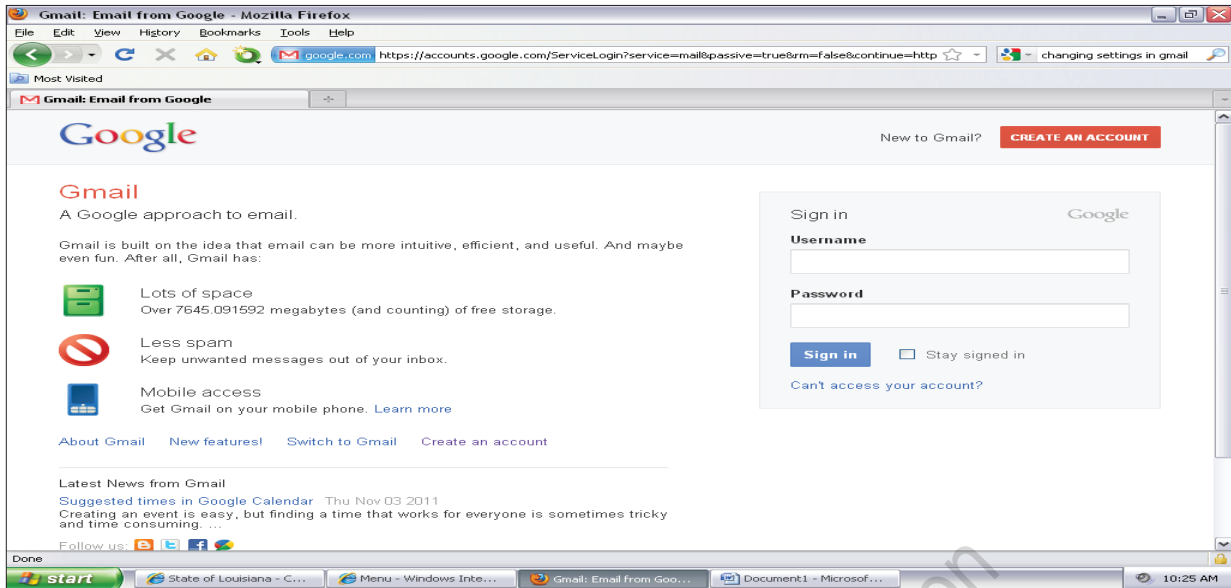 Gmail: Email from Google - Mozilla Firefox
File Edit View History Bookmarks Tools Help
google.com https://accounts.google.com/ServiceLogin?service=mail&passive=true&rm=false&continue=http changing settings in gmail
Most Visited
Gmail: Email from Google
Google
New to Gmail? CREATE AN ACCOUNT
Gmail
A Google approach to email.
Gmail is built on the idea that email can be more intuitive, efficient, and useful. And maybe
even fun. After all, Gmail has:
Lots of space
Over 7645.091592 megabytes (and counting) of free storage.
Less spam
Keep unwanted messages out of your inbox.
Mobile access
Get Gmail on your mobile phone. Learn more
About Gmail New features! Switch to Gmail Create an account
Latest News from Gmail
Suggested times in Google Calendar Thu Nov 03 2011
Creating an event is easy, but finding a time that works for everyone is sometimes tricky
and time consuming. ...
Follow us:
Sign in Google
Username
Password
Sign in Stay signed in
Can't access your account?
Done
start State of Louisiana - C... Menu - Windows Inte... Gmail: Email from Goo... Document1 - Microsof... 10:25 AM